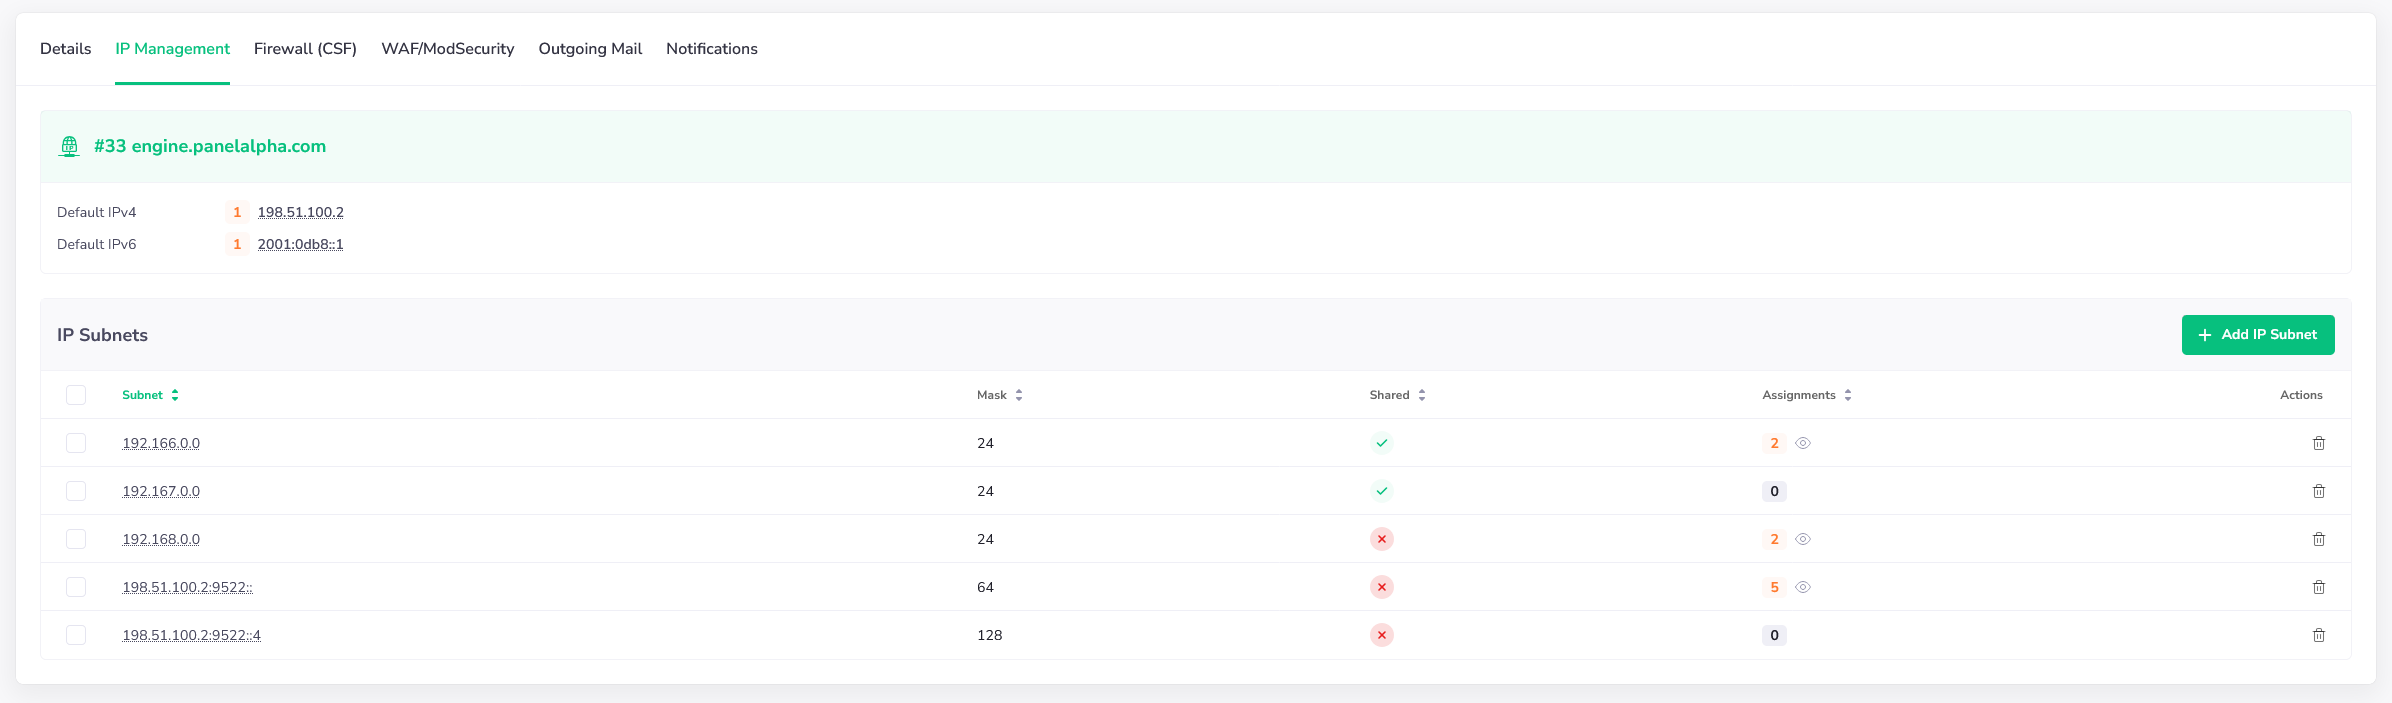 Details IP Management Firewall (CSF) WAF/ModSecurity Outgoing Mail Notifications
#33 engine.panelalpha.com
Default IPv4 1 198.51.100.2
Default IPv6 1 2001:0db8::1
IP Subnets + Add IP Subnet
Subnet Mask Shared Assignments Actions
192.166.0.0 24 2
192.167.0.0 24 0
192.168.0.0 24 2
198.51.100.2:9522:: 64 5
198.51.100.2:9522::4 128 0